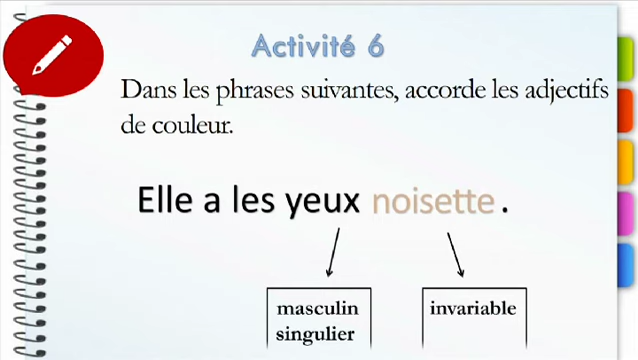 Activité 6
Dans les phrases suivantes, accorde les adjectifs
de couleur.
Elle a les yeux noisette.
masculin
singulier
invariable